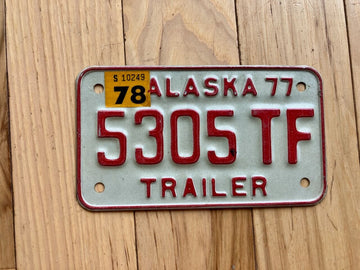 S 10249
78
ALASKA 77
5305 TF
TRAILER